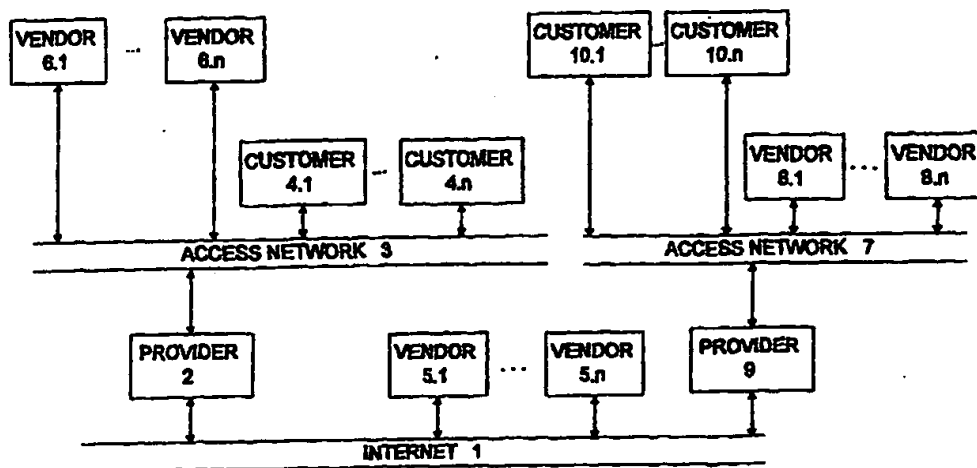 VENDOR
6.1
...
VENDOR
6.n
CUSTOMER
10.1
CUSTOMER
10.n
CUSTOMER
4.1
...
CUSTOMER
4.n
VENDOR
8.1
...
VENDOR
8.n
ACCESS NETWORK 3
ACCESS NETWORK 7
PROVIDER
2
VENDOR
5.1
...
VENDOR
5.n
PROVIDER
9
INTERNET 1